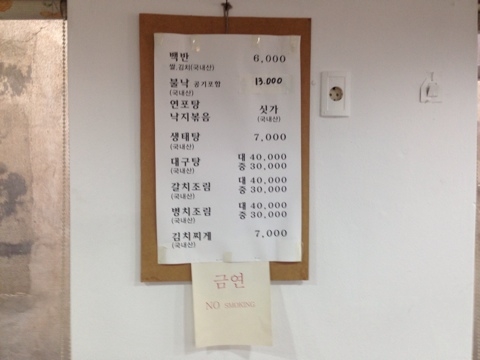 백반 6,000
쌀,김치(국내산)
불낙 공기포함 13.000
(국내산)
연포탕
낙지볶음 싯가
(국내산)
생태탕 7,000
(국내산)
대구탕 대 40,000
(국내산) 중 30,000
갈치조림 대 40,000
(국내산) 중 30,000
병치조림 대 40,000
(국내산) 중 30,000
김치찌게 7,000
(국내산)
금연
NO SMOKING